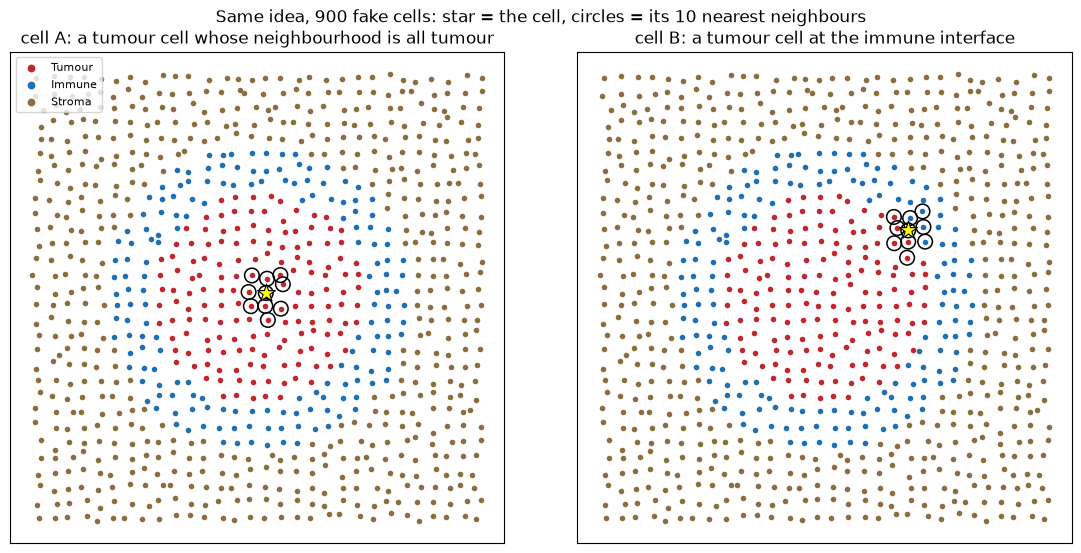 Same idea, 900 fake cells: star = the cell, circles = its 10 nearest neighbours
cell A: a tumour cell whose neighbourhood is all tumour
cell B: a tumour cell at the immune interface
Tumour
Immune
Stroma